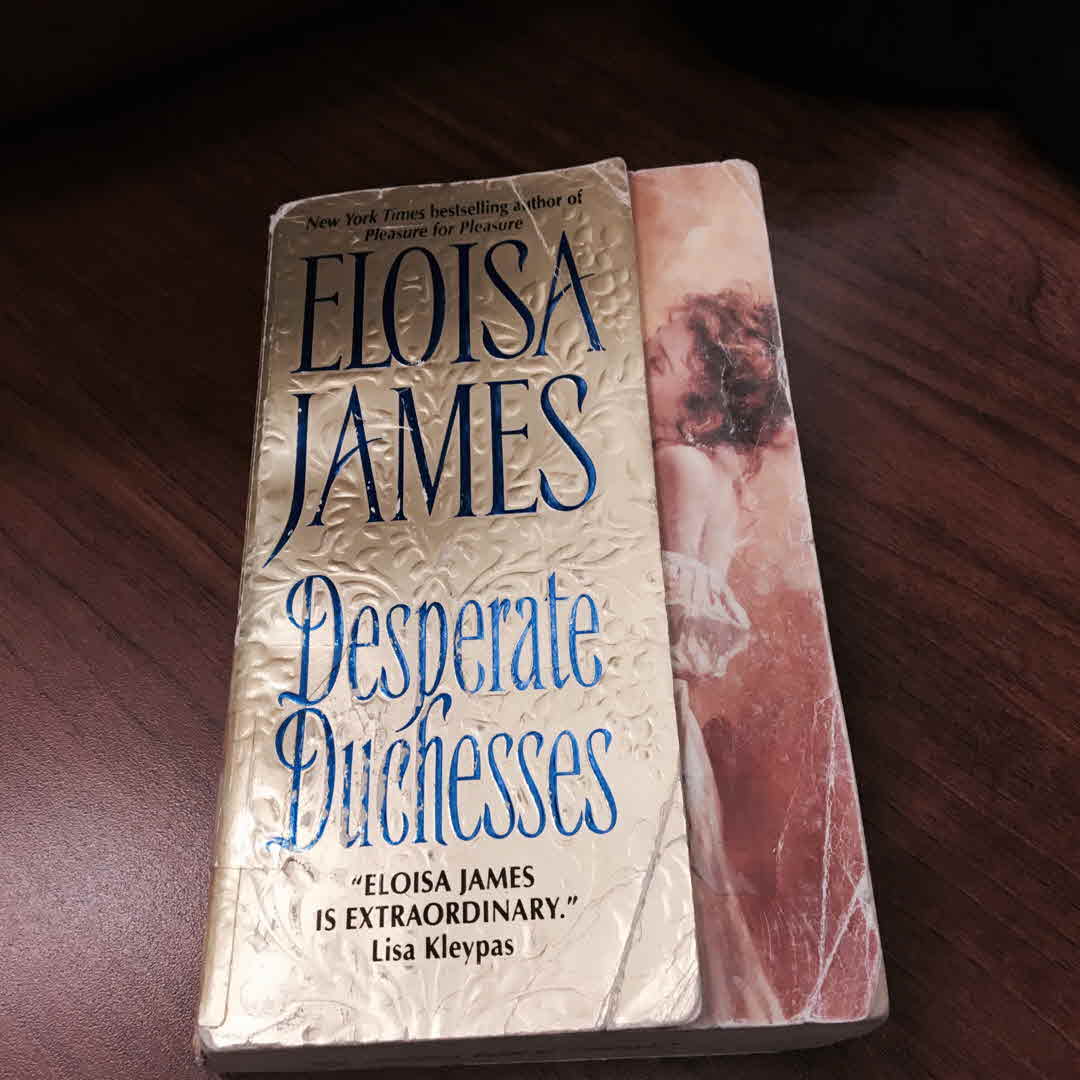 New York Times bestselling author of
Pleasure for Pleasure
ELOISA
JAMES
Desperate
Duchesses
"ELOISA JAMES
IS EXTRAORDINARY."
Lisa Kleypas